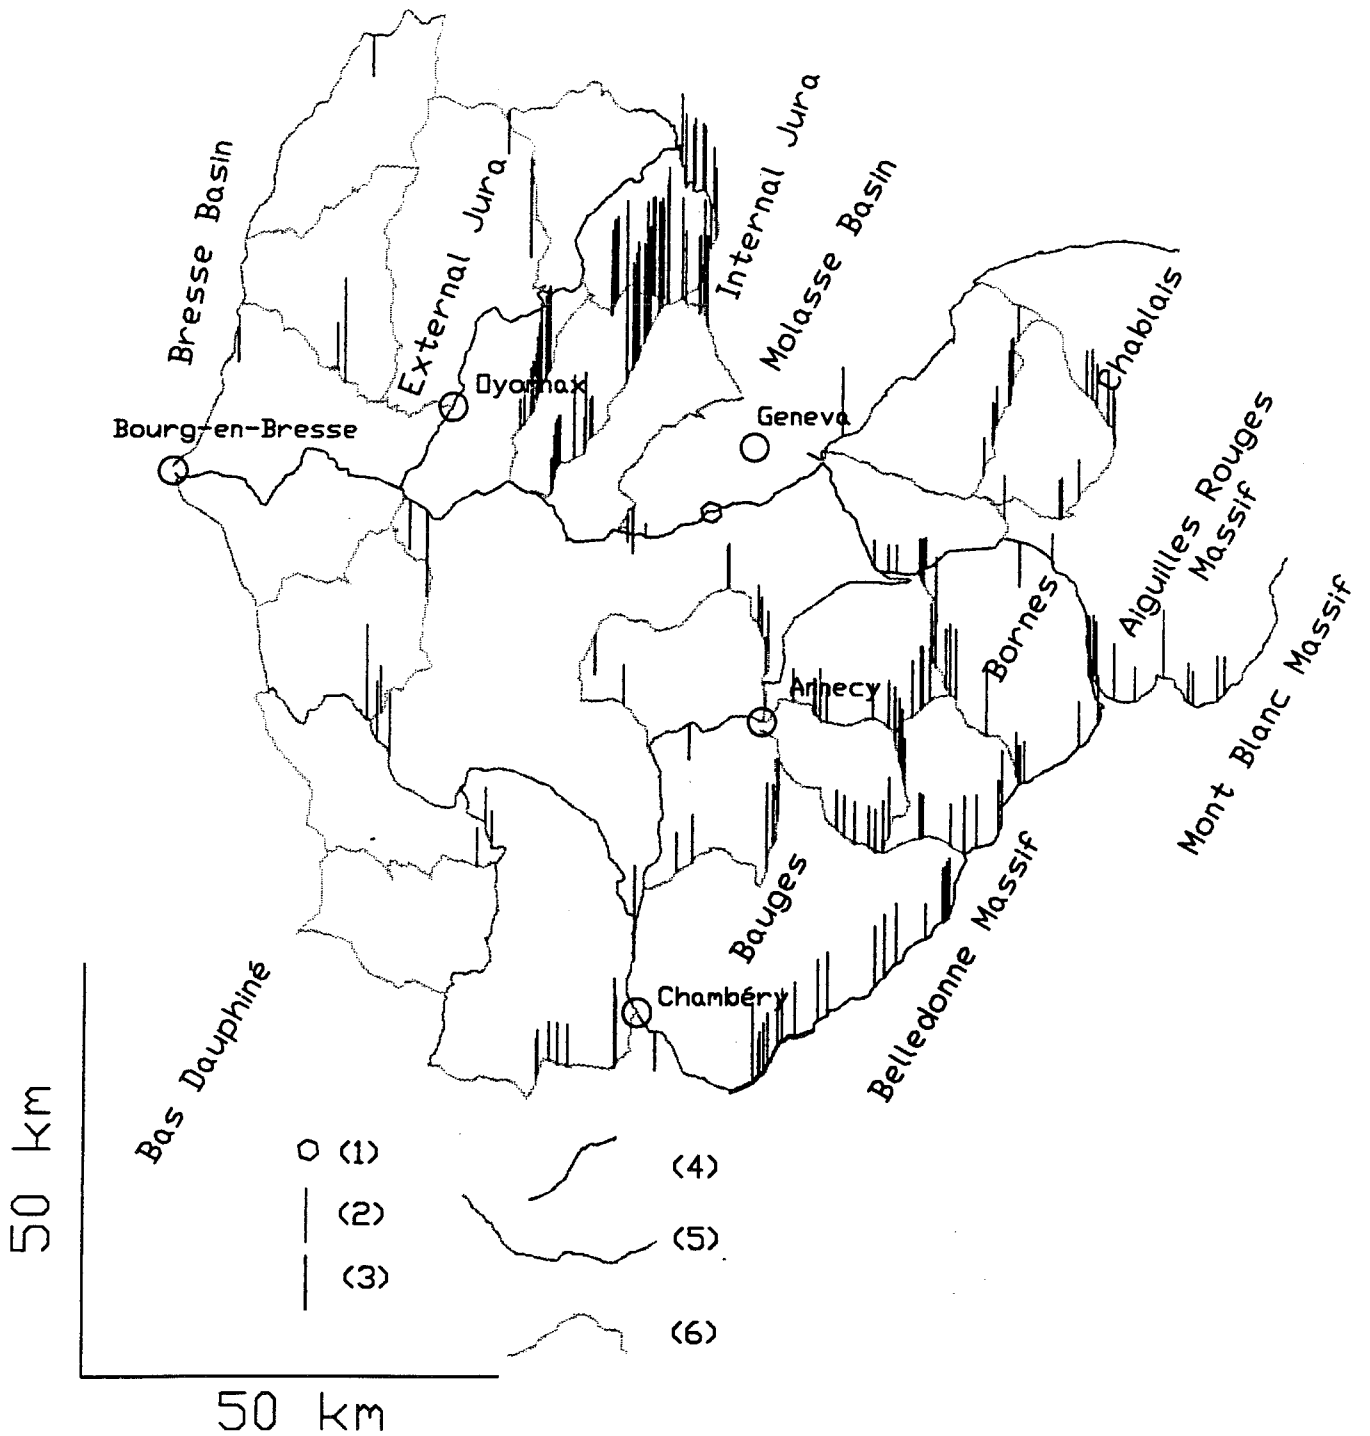 Bresse Basin
External Jura
Internal Jura
Molasse Basin
Chablais
Oyonnax
Geneva
Bourg-en-Bresse
Aiguilles Rouges
Massif
Bornes
Mont Blanc Massif
Annecy
Bauges
Belledonne Massif
Chambéry
Bas Dauphiné
(1)
(2)
(3)
(4)
(5)
(6)
50 km
50 km